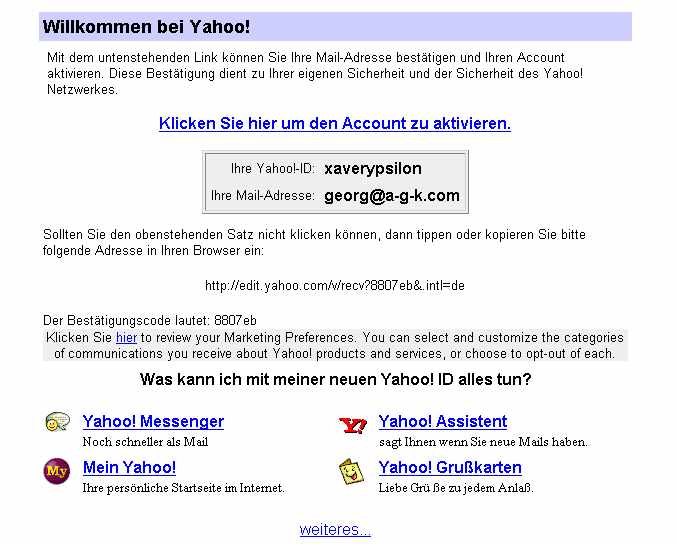 Willkommen bei Yahoo!
Mit dem untenstehenden Link können Sie Ihre Mail-Adresse bestätigen und Ihren Account
aktivieren. Diese Bestätigung dient zu Ihrer eigenen Sicherheit und der Sicherheit des Yahoo!
Netzwerkes.
Klicken Sie hier um den Account zu aktivieren.
Ihre Yahoo!-ID: xaverypsilon
Ihre Mail-Adresse: georg@a-g-k.com
Sollten Sie den obenstehenden Satz nicht klicken können, dann tippen oder kopieren Sie bitte
folgende Adresse in Ihren Browser ein:
http://edit.yahoo.com/v/recv?8807eb&.intl=de
Der Bestätigungscode lautet: 8807eb
Klicken Sie hier to review your Marketing Preferences. You can select and customize the categories
of communications you receive about Yahoo! products and services, or choose to opt-out of each.
Was kann ich mit meiner neuen Yahoo! ID alles tun?
Yahoo! Messenger
Noch schneller als Mail
Y! Yahoo! Assistent
sagt Ihnen wenn Sie neue Mails haben.
My Mein Yahoo!
Ihre persönliche Startseite im Internet.
Yahoo! Grußkarten
Liebe Grü ße zu jedem Anlaß.
weiteres...